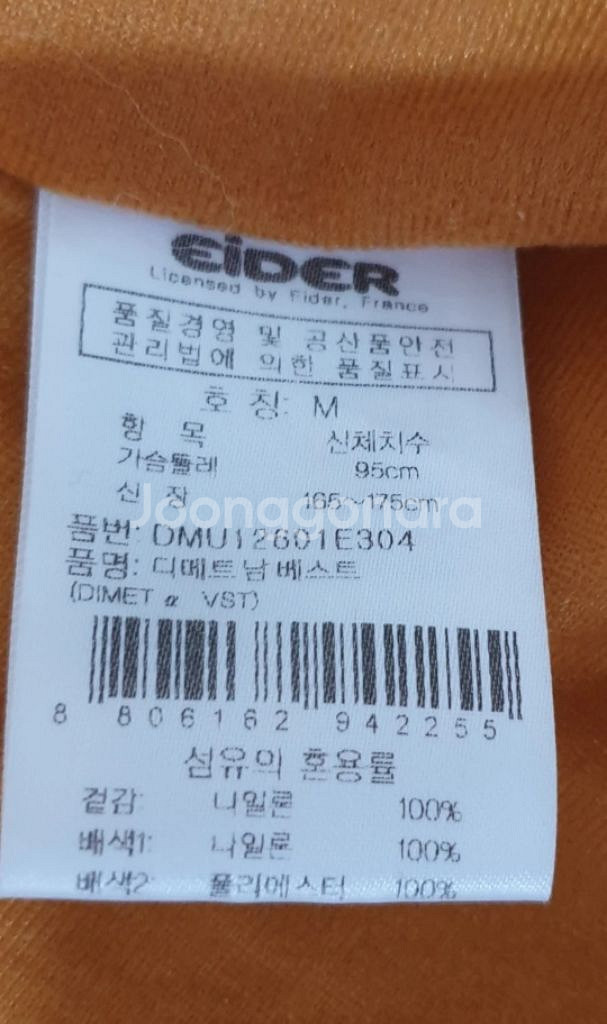 EiDER
Licensed by Eider, France
품질경영 및 공산품안전
관리법에 의한 품질표시
호 칭: M
항 목 신체치수
가슴둘레 95cm
신 장 165~175cm
Joonggonara
품번: DMU12601E304
품명: 디메트남베스트
(DIMET α VST)
8 806162 942255
섬유의 혼용률
겉감: 나일론 100%
배색1: 나일론 100%
배색2: 폴리에스터 100%